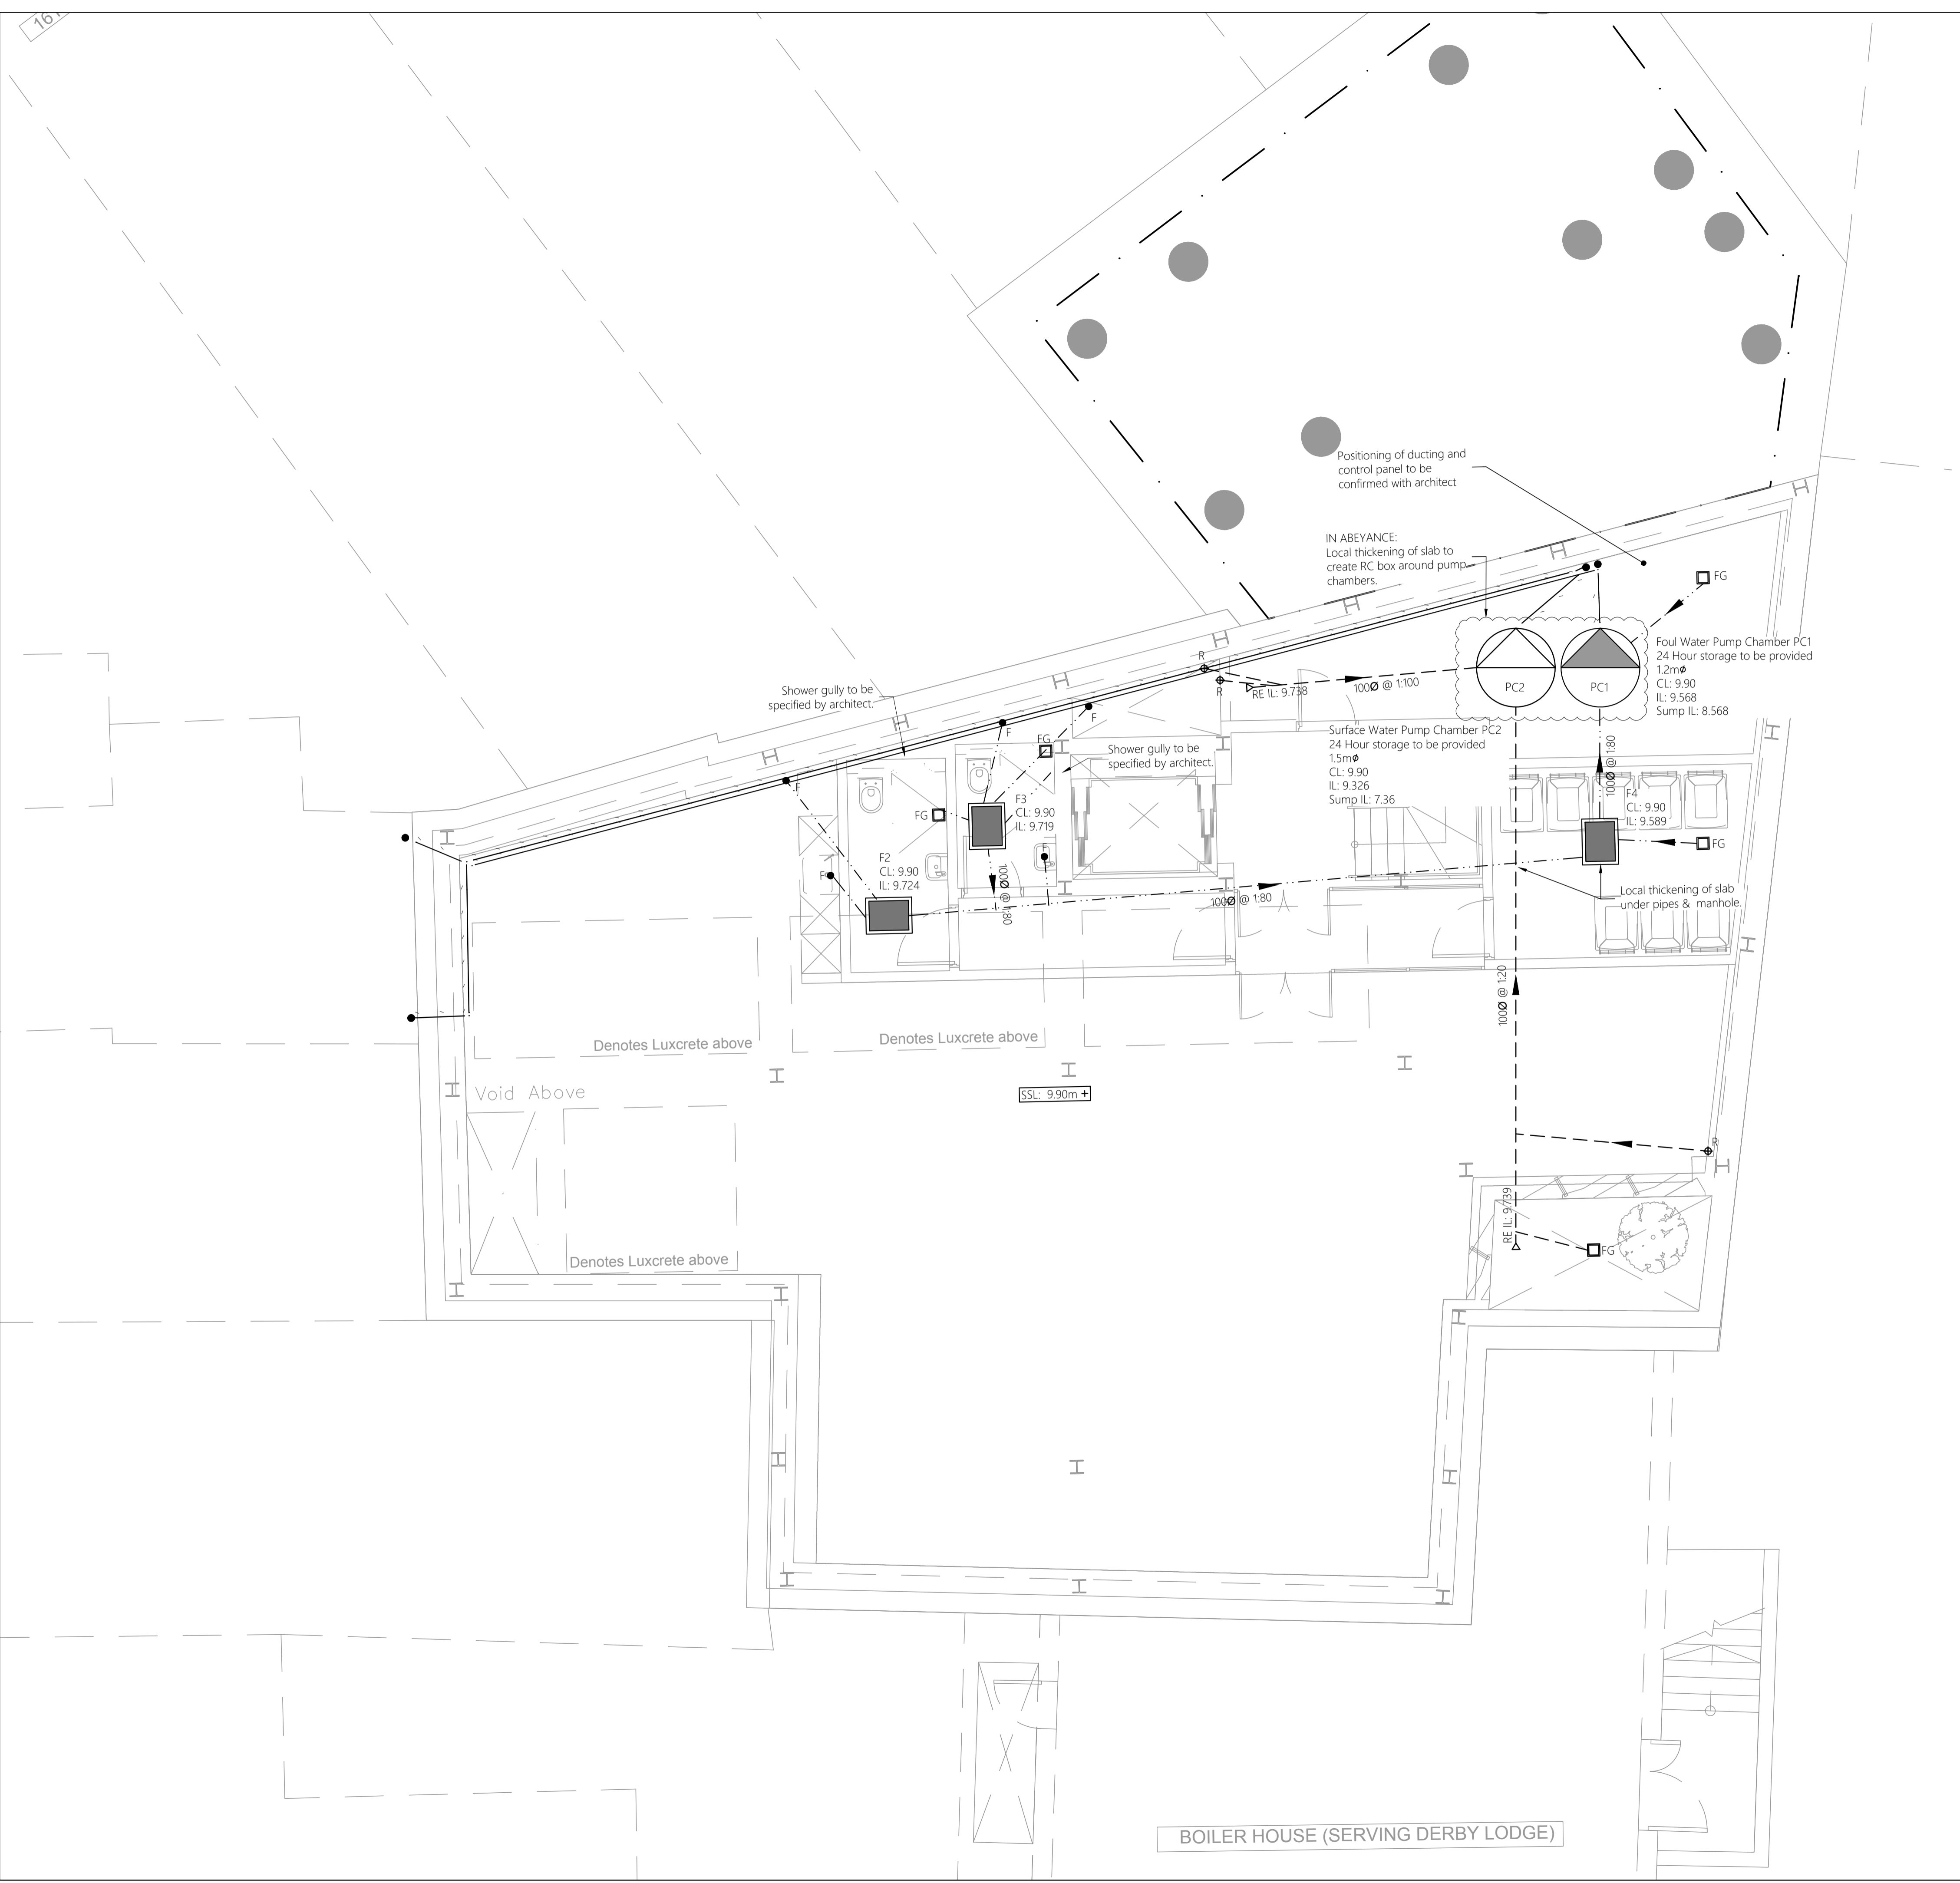 Positioning of ducting and
control panel to be
confirmed with architect
IN ABEYANCE:
Local thickening of slab to
create RC box around pump
chambers.
FG
Foul Water Pump Chamber PC1
24 Hour storage to be provided
1.2mø
CL: 9.90
IL: 9.568
Sump IL: 8.568
PC2
PC1
R
R
RE IL: 9.738
100Ø @ 1:100
Shower gully to be
specified by architect.
Surface Water Pump Chamber PC2
24 Hour storage to be provided
1.5mø
CL: 9.90
IL: 9.326
Sump IL: 7.36
F
F
F
FG
Shower gully to be
specified by architect.
100Ø @ 1:80
F4
CL: 9.90
IL: 9.589
FG
F3
CL: 9.90
IL: 9.719
FG
F
F2
CL: 9.90
IL: 9.724
F
100Ø @ 1:80
100Ø @ 1:80
Local thickening of slab
under pipes & manhole.
100Ø @ 1:20
Denotes Luxcrete above
Denotes Luxcrete above
Void Above
SSL: 9.90m +
R
RE IL: 9.739
FG
Denotes Luxcrete above
BOILER HOUSE (SERVING DERBY LODGE)